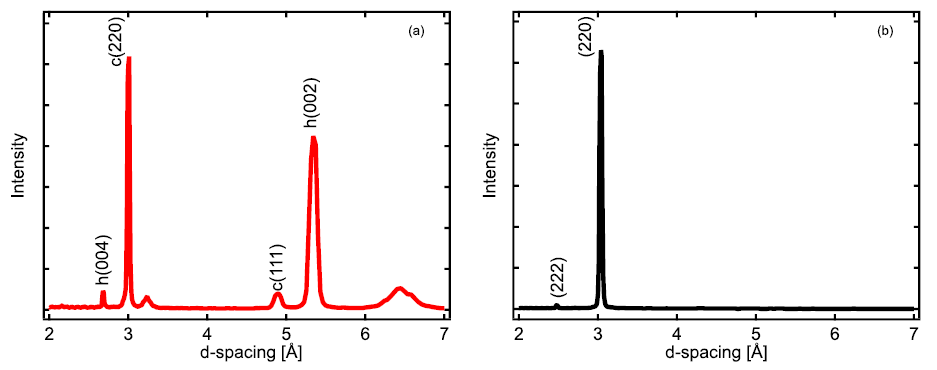 (a)
c(220)
h(002)
h(004)
c(111)
Intensity
2 3 4 5 6 7
d-spacing [Å]
(b)
(220)
(222)
Intensity
2 3 4 5 6 7
d-spacing [Å]